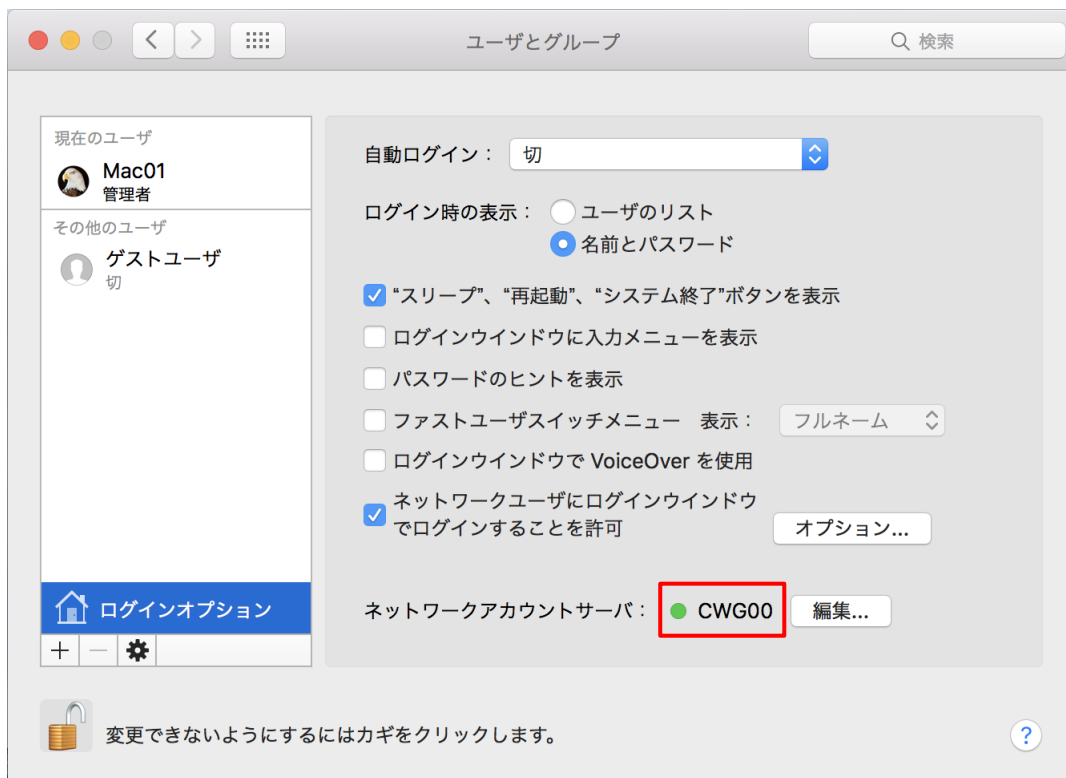 ユーザとグループ
検索
現在のユーザ
Mac01
管理者
その他のユーザ
ゲストユーザ
切
ログインオプション
自動ログイン： 切
ログイン時の表示： ユーザのリスト
名前とパスワード
“スリープ”、“再起動”、“システム終了”ボタンを表示
ログインウインドウに入力メニューを表示
パスワードのヒントを表示
ファストユーザスイッチメニュー 表示： フルネーム
ログインウインドウで VoiceOver を使用
ネットワークユーザにログインウインドウ
でログインすることを許可
オプション...
ネットワークアカウントサーバ： CWG00 編集...
変更できないようにするにはカギをクリックします。
?